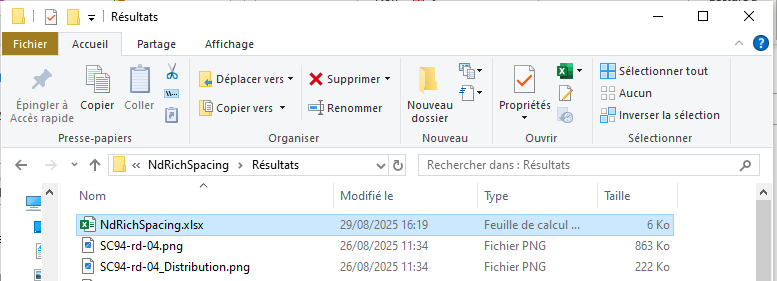 Résultats
Fichier Accueil Partage Affichage
Épingler à Accès rapide
Copier
Coller
Presse-papiers
Déplacer vers
Copier vers
Supprimer
Renommer
Organiser
Nouveau dossier
Nouveau
Propriétés
Ouvrir
Sélectionner tout
Aucun
Inverser la sélection
Sélectionner
« NdRichSpacing > Résultats
Rechercher dans : Résultats
Nom Modifié le Type Taille
NdRichSpacing.xlsx 29/08/2025 16:19 Feuille de calcul ... 6 Ko
SC94-rd-04.png 26/08/2025 11:34 Fichier PNG 863 Ko
SC94-rd-04_Distribution.png 26/08/2025 11:34 Fichier PNG 222 Ko